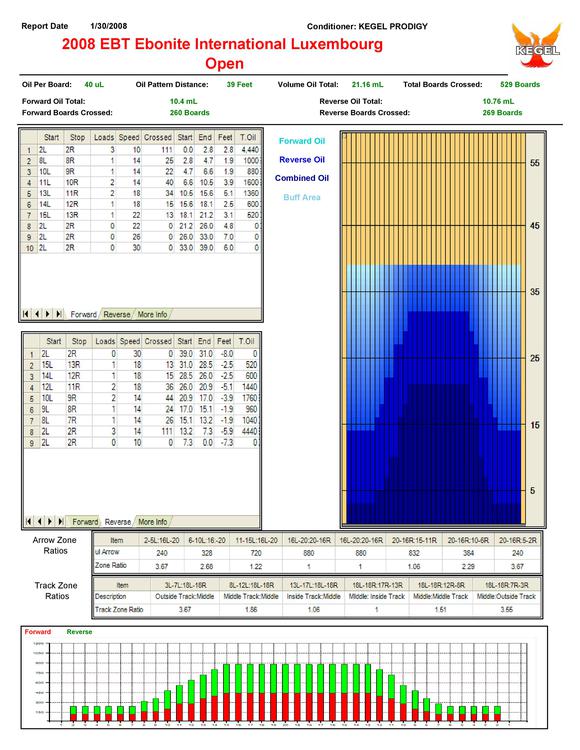 Report Date 1/30/2008 Conditioner: KEGEL PRODIGY
2008 EBT Ebonite International Luxembourg
Open
KEGEL
Oil Per Board: 40 uL Oil Pattern Distance: 39 Feet Volume Oil Total: 21.16 mL Total Boards Crossed: 529 Boards
Forward Oil Total: 10.4 mL Reverse Oil Total: 10.76 mL
Forward Boards Crossed: 260 Boards Reverse Boards Crossed: 269 Boards
Start Stop Loads Speed Crossed Start End Feet T.Oil
1 2L 2R 3 10 111 0.0 2.8 2.8 4,440
2 8L 8R 1 14 25 2.8 4.7 1.9 1000
3 10L 9R 1 14 22 4.7 6.6 1.9 880
4 11L 10R 2 14 40 6.6 10.5 3.9 1600
5 13L 11R 2 18 34 10.5 15.6 5.1 1360
6 14L 12R 1 18 15 15.6 18.1 2.5 600
7 15L 13R 1 22 13 18.1 21.2 3.1 520
8 2L 2R 0 22 0 21.2 26.0 4.8 0
9 2L 2R 0 26 0 26.0 33.0 7.0 0
10 2L 2R 0 30 0 33.0 39.0 6.0 0
Forward Reverse More Info
Forward Oil
Reverse Oil
Combined Oil
Buff Area
55
45
35
25
15
5
Start Stop Loads Speed Crossed Start End Feet T.Oil
1 2L 2R 0 30 0 39.0 31.0 -8.0 0
2 15L 13R 1 18 13 31.0 28.5 -2.5 520
3 14L 12R 1 18 15 28.5 26.0 -2.5 600
4 12L 11R 2 18 36 26.0 20.9 -5.1 1440
5 10L 9R 2 14 44 20.9 17.0 -3.9 1760
6 9L 8R 1 14 24 17.0 15.1 -1.9 960
7 8L 7R 1 14 26 15.1 13.2 -1.9 1040
8 2L 2R 3 14 111 13.2 7.3 -5.9 4440
9 2L 2R 0 10 0 7.3 0.0 -7.3 0
Forward Reverse More Info
Arrow Zone Ratios
Item 2-5L:16L-20 6-10L:16-20 11-15L:16L-20 16L-20:20-16R 16L-20:20-16R 20-16R:15-11R 20-16R:10-6R 20-16R:5-2R
ul Arrow 240 328 720 880 880 832 384 240
Zone Ratio 3.67 2.68 1.22 1 1 1.06 2.29 3.67
Track Zone Ratios
Item 3L-7L:18L-18R 8L-12L:18L-18R 13L-17L:18L-18R 18L-18R:17R-13R 18L-18R:12R-8R 18L-18R:7R-3R
Description Outside Track:Middle Middle Track:Middle Inside Track:Middle Middle: Inside Track Middle:Middle Track Middle:Outside Track
Track Zone Ratio 3.67 1.86 1.06 1 1.51 3.55
Forward Reverse